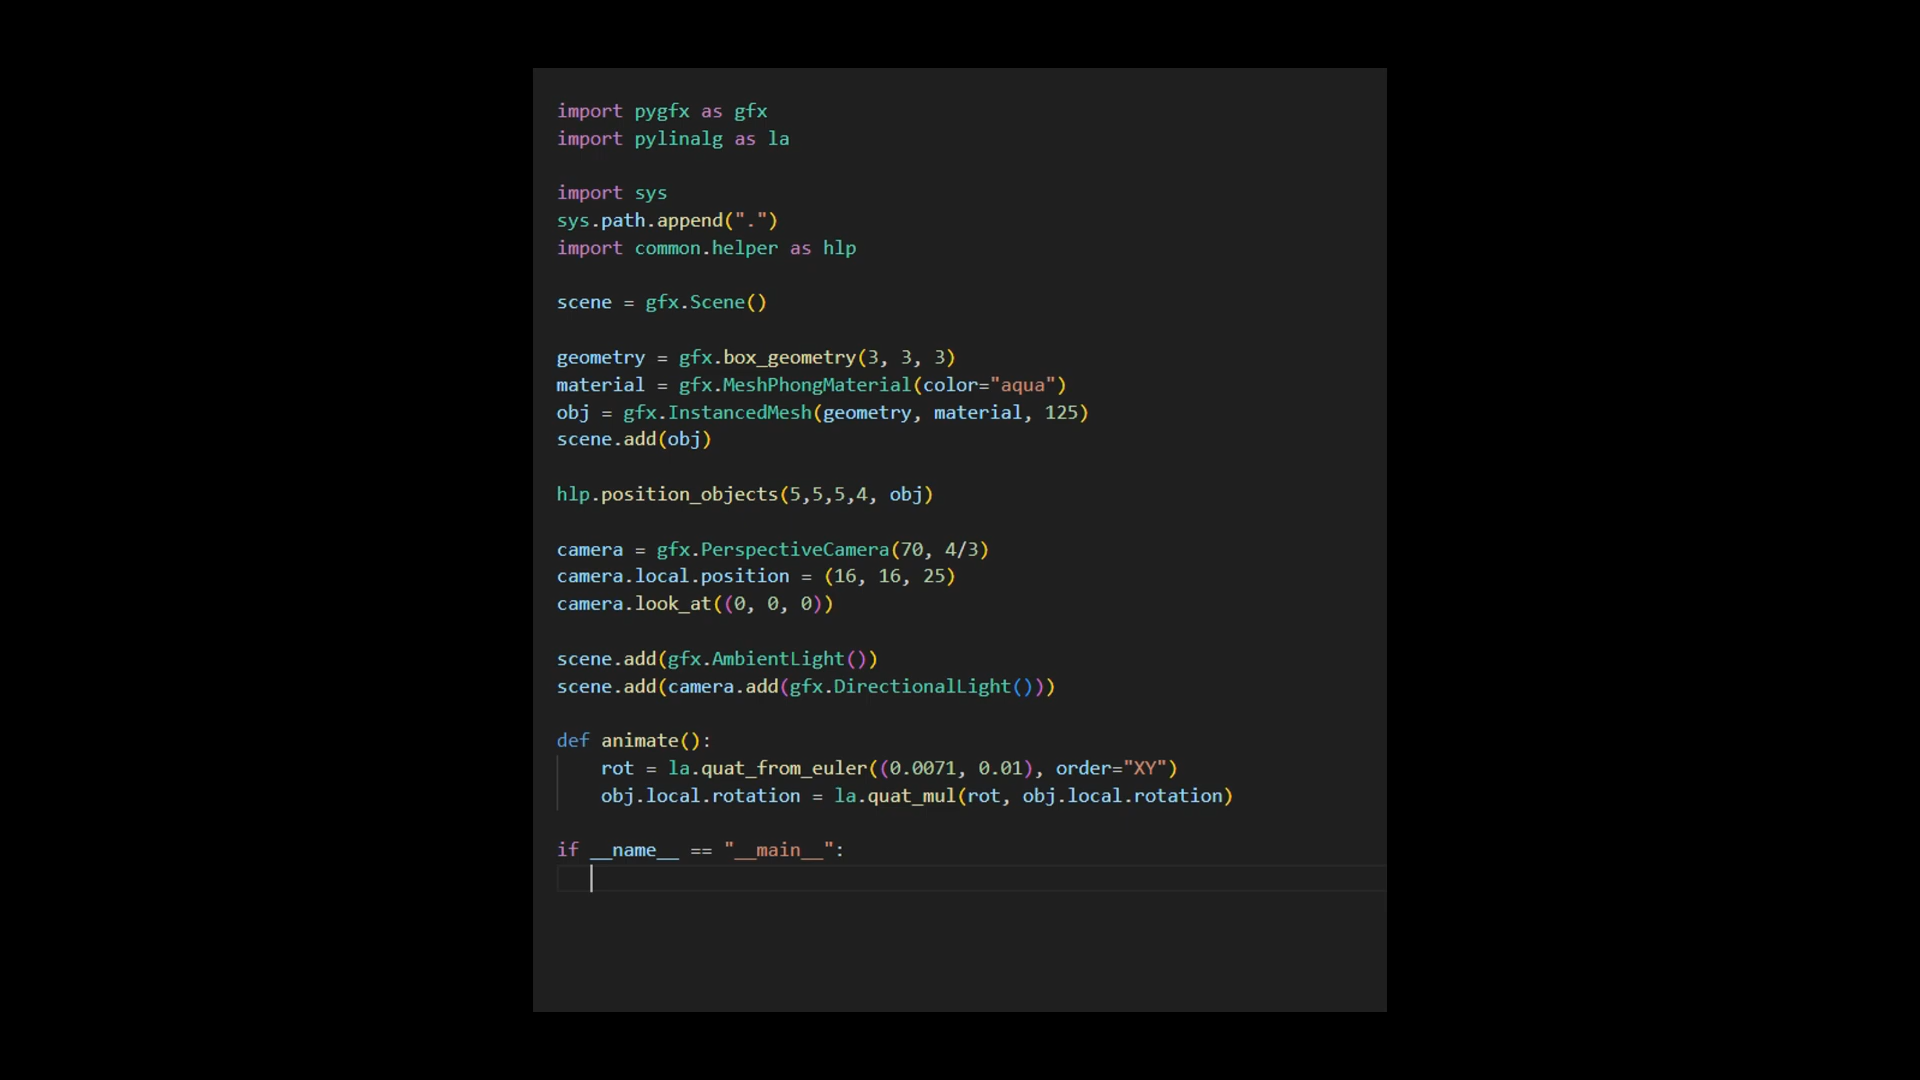 import pygfx as gfx
import pylinalg as la
import sys
sys.path.append(".")
import common.helper as hlp
scene = gfx.Scene()
geometry = gfx.box_geometry(3, 3, 3)
material = gfx.MeshPhongMaterial(color="aqua")
obj = gfx.InstancedMesh(geometry, material, 125)
scene.add(obj)
hlp.position_objects(5,5,5,4, obj)
camera = gfx.PerspectiveCamera(70, 4/3)
camera.local.position = (16, 16, 25)
camera.look_at((0, 0, 0))
scene.add(gfx.AmbientLight())
scene.add(camera.add(gfx.DirectionalLight()))
def animate():
    rot = la.quat_from_euler((0.0071, 0.01), order="XY")
    obj.local.rotation = la.quat_mul(rot, obj.local.rotation)
if __name__ == "__main__":